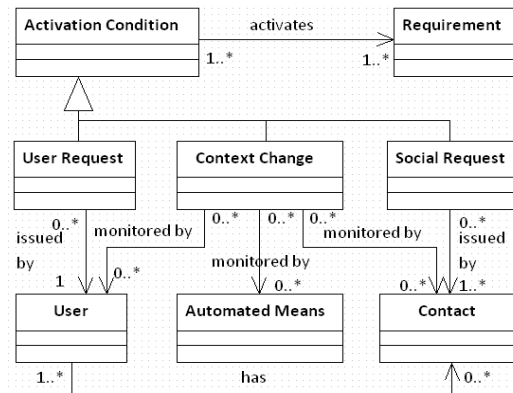 Activation Condition
activates
Requirement
1..*
1..*
User Request
Context Change
Social Request
0..*
0..*
0..*
0..*
0..*
issued
by
monitored by
monitored by
monitored by
issued
by
1
0..*
0..*
0..*
1..*
User
Automated Means
Contact
1..*
has
0..*